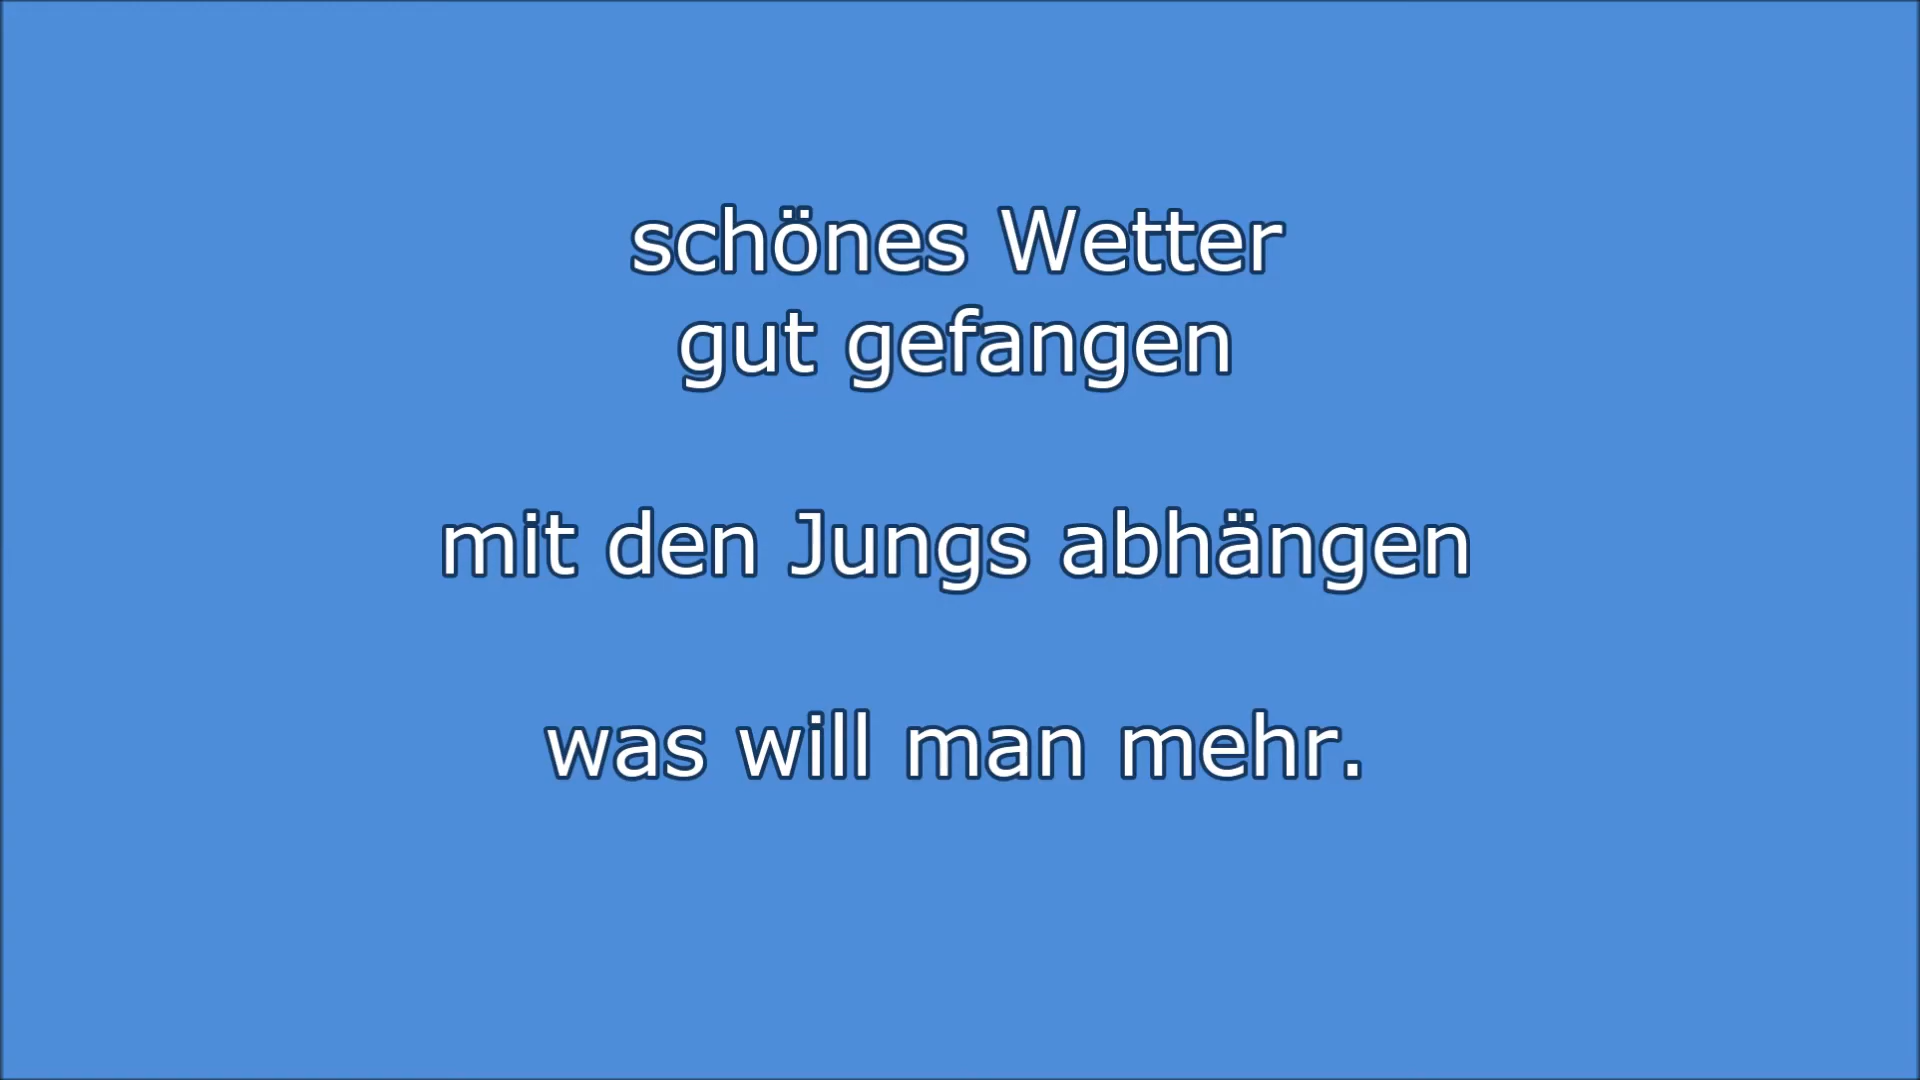 schönes Wetter
gut gefangen
mit den Jungs abhängen
was will man mehr.